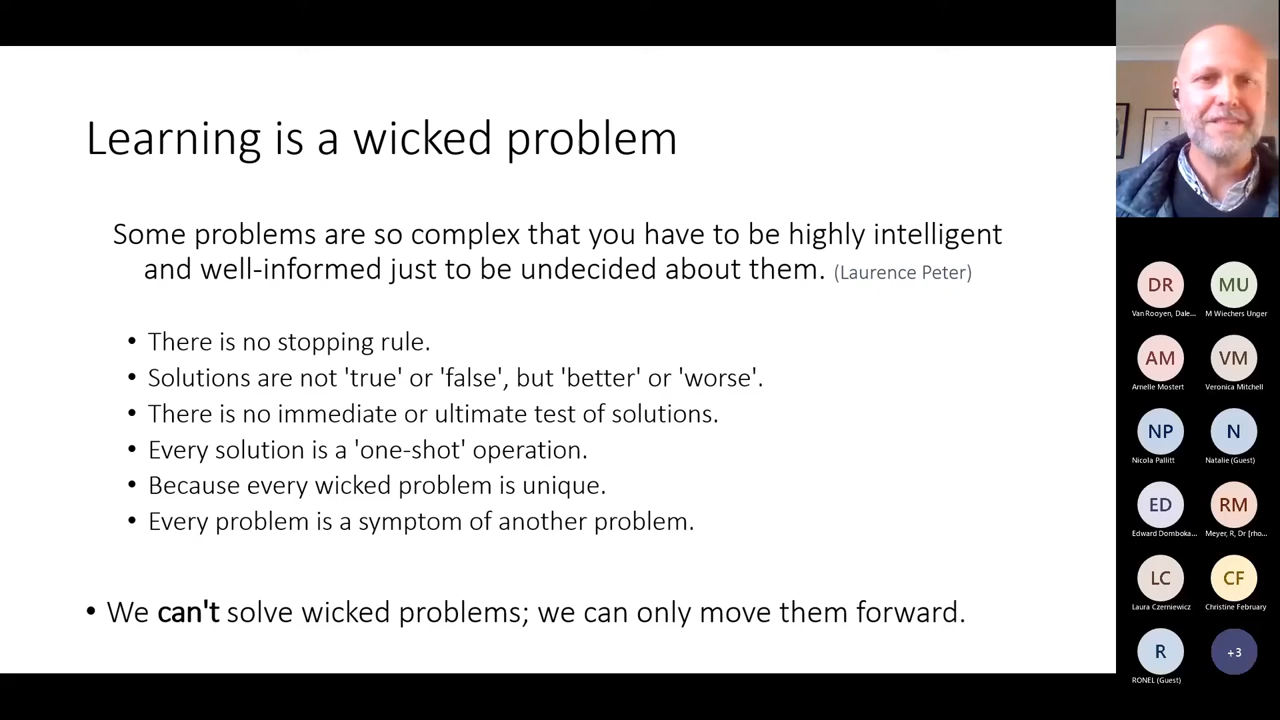 Learning is a wicked problem
Some problems are so complex that you have to be highly intelligent
and well-informed just to be undecided about them. (Laurence Peter)
• There is no stopping rule.
• Solutions are not 'true' or 'false', but 'better' or 'worse'.
• There is no immediate or ultimate test of solutions.
• Every solution is a 'one-shot' operation.
• Because every wicked problem is unique.
• Every problem is a symptom of another problem.
• We can't solve wicked problems; we can only move them forward.
DR
Van Rooyen, Dale...
MU
M Wiechers Unger
AM
Arnelle Mostert
VM
Veronica Mitchell
NP
Nicola Pallitt
N
Natalie (Guest)
ED
Edward Domboka...
RM
Meyer, R, Dr [rho...
LC
Laura Czerniewicz
CF
Christine February
R
RONEL (Guest)
+3